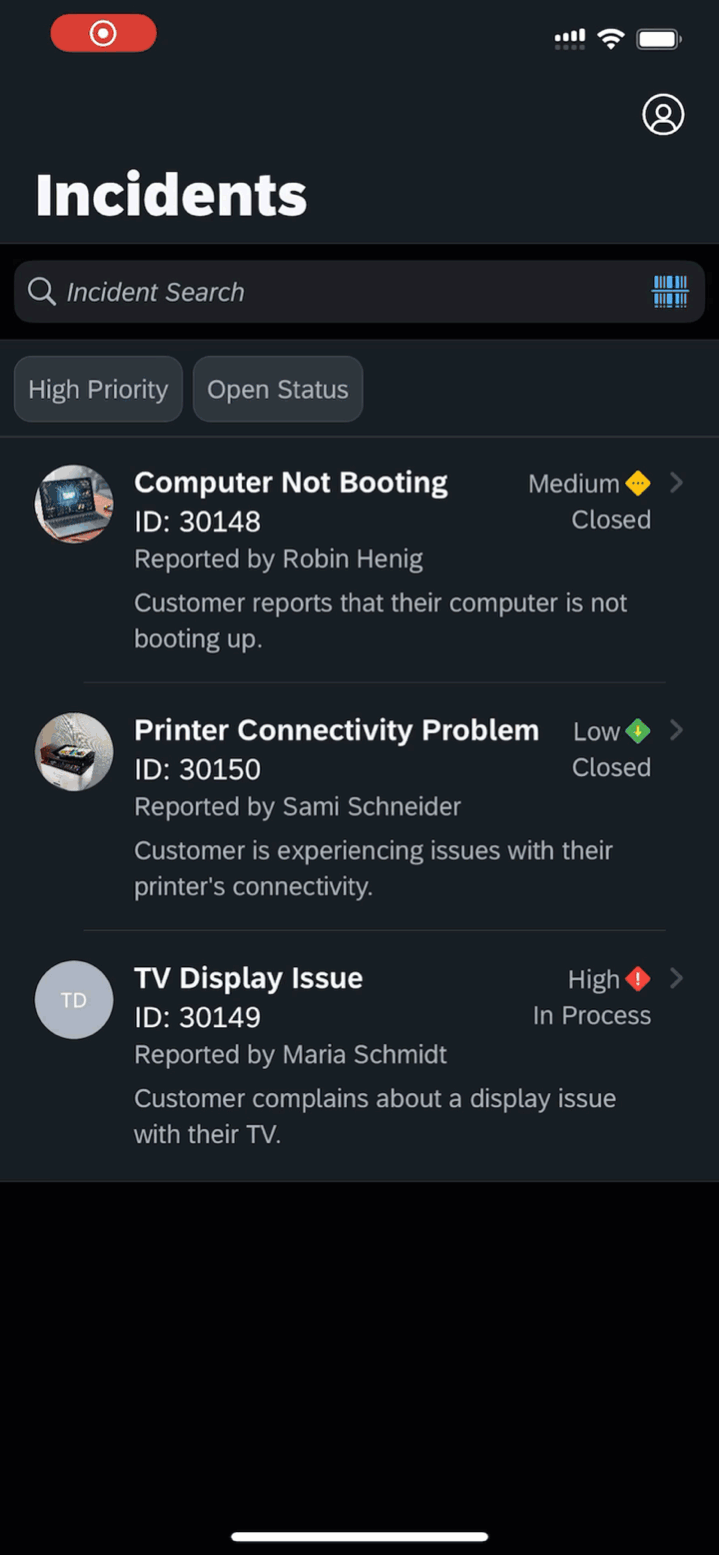 Incidents
Incident Search
High Priority
Open Status
Computer Not Booting
Medium
ID: 30148
Closed
Reported by Robin Henig
Customer reports that their computer is not
booting up.
Printer Connectivity Problem
Low
ID: 30150
Closed
Reported by Sami Schneider
Customer is experiencing issues with their
printer's connectivity.
TD
TV Display Issue
High
ID: 30149
In Process
Reported by Maria Schmidt
Customer complains about a display issue
with their TV.